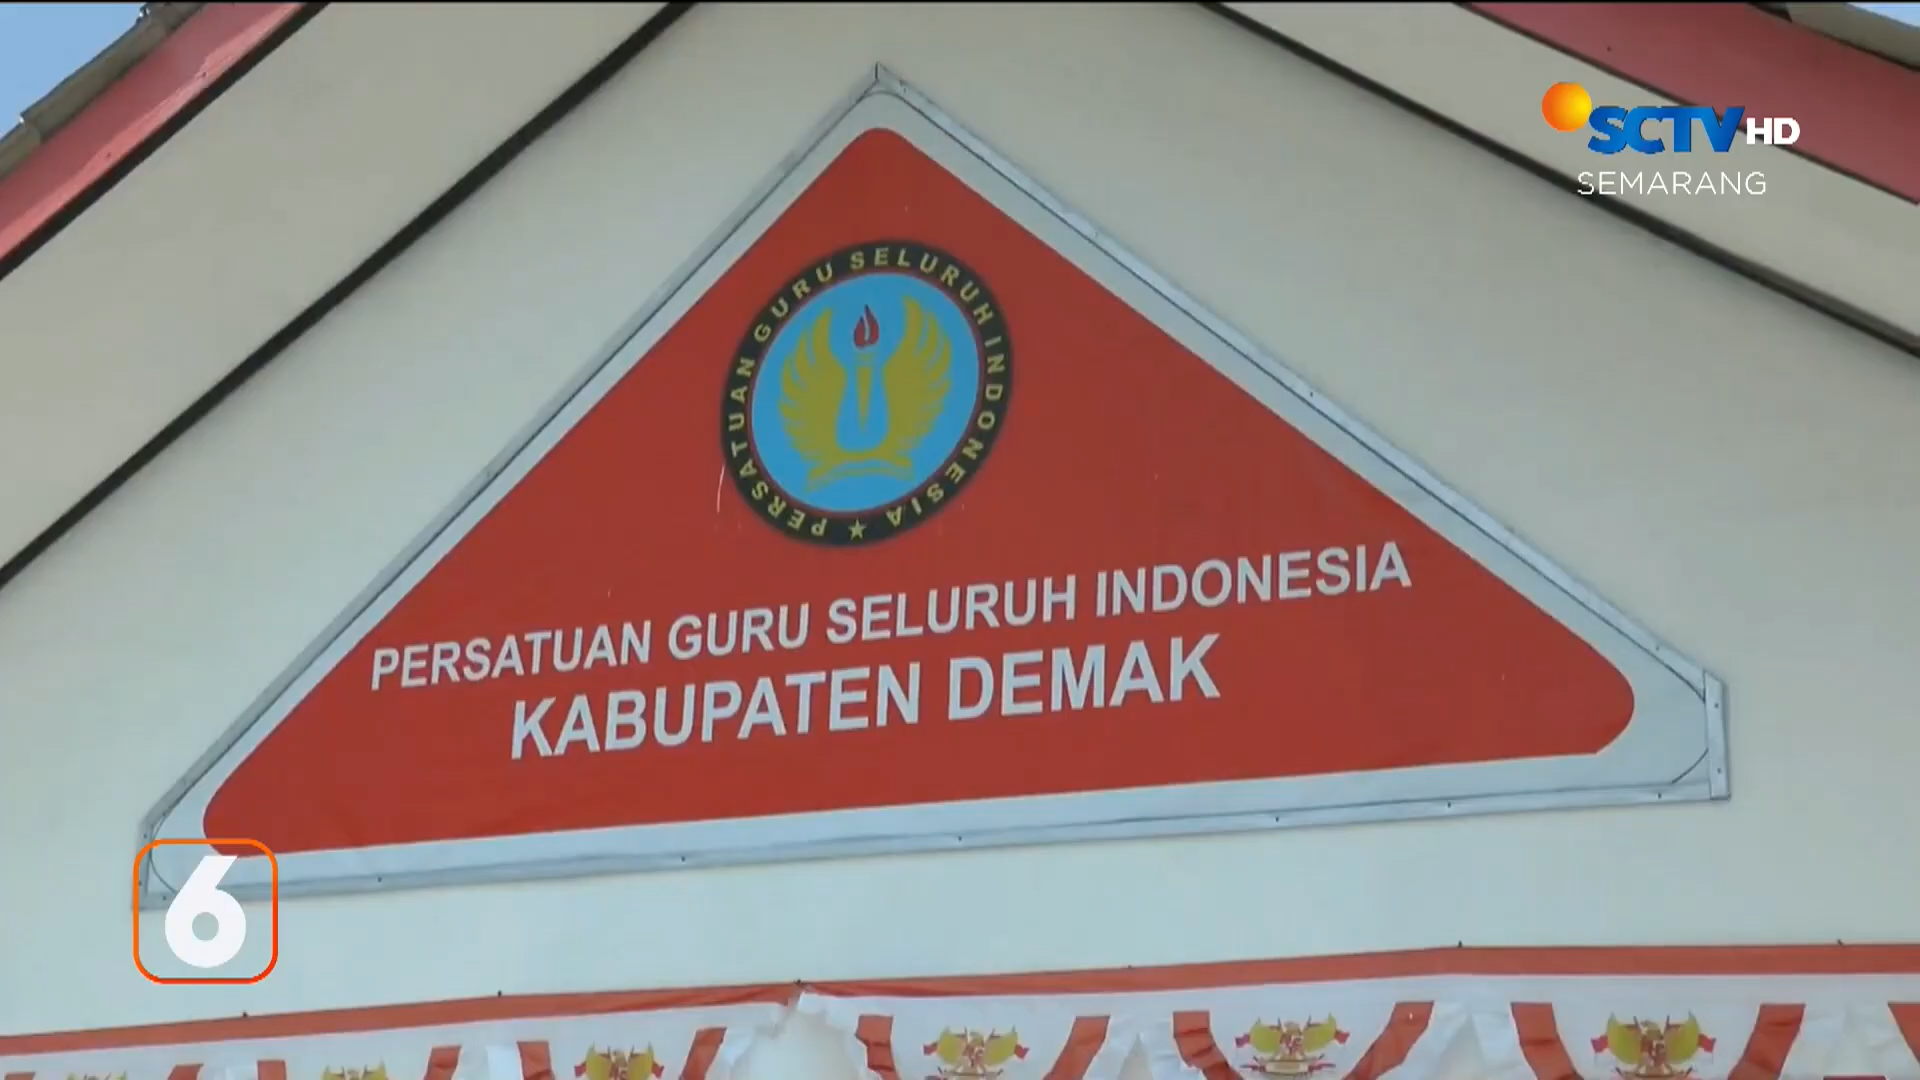 SCTV HD
SEMARANG
PERSATUAN GURU SELURUH INDONESIA
PERSATUAN GURU SELURUH INDONESIA
KABUPATEN DEMAK
6